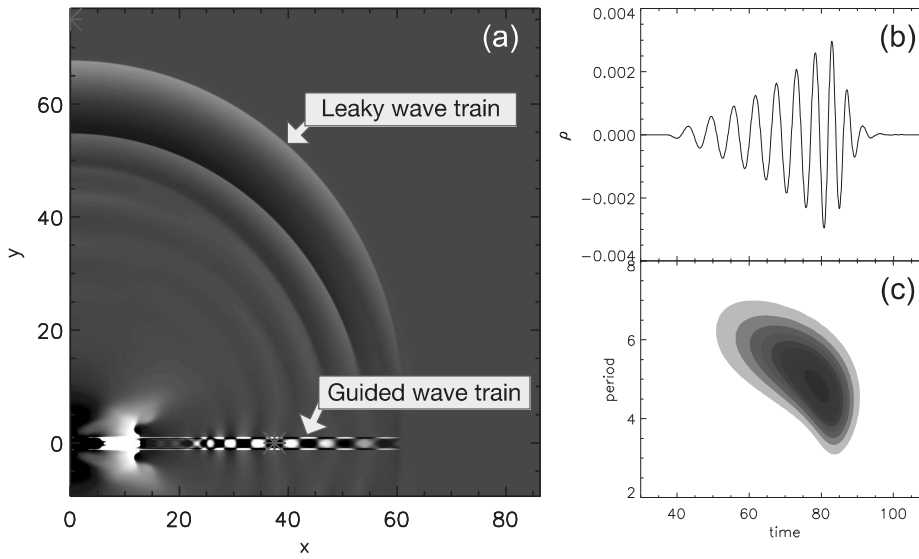 (a)
Leaky wave train
Guided wave train
y
60
40
20
0
0
20
40
60
80
x
(b)
0.004
0.002
0.000
−0.002
−0.004
ρ
(c)
8
6
4
2
period
40
60
80
100
time